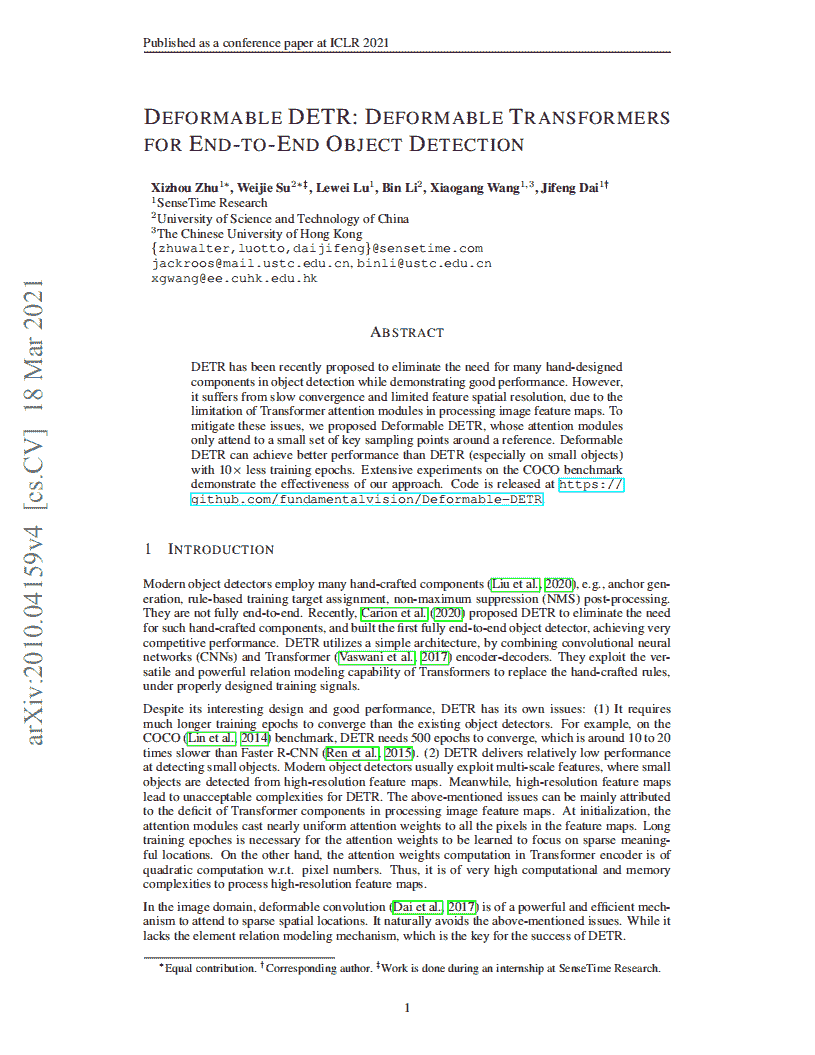 Published as a conference paper at ICLR 2021
DEFORMABLE DETR: DEFORMABLE TRANSFORMERS
FOR END-TO-END OBJECT DETECTION
Xizhou Zhu1*, Weijie Su2*‡, Lewei Lu1, Bin Li2, Xiaogang Wang1,3, Jifeng Dai1†
1SenseTime Research
2University of Science and Technology of China
3The Chinese University of Hong Kong
{zhuwalter,luotto,daijifeng}@sensetime.com
jackroos@mail.ustc.edu.cn, binli@ustc.edu.cn
xgwang@ee.cuhk.edu.hk
ABSTRACT
DETR has been recently proposed to eliminate the need for many hand-designed
components in object detection while demonstrating good performance. However,
it suffers from slow convergence and limited feature spatial resolution, due to the
limitation of Transformer attention modules in processing image feature maps. To
mitigate these issues, we proposed Deformable DETR, whose attention modules
only attend to a small set of key sampling points around a reference. Deformable
DETR can achieve better performance than DETR (especially on small objects)
with 10× less training epochs. Extensive experiments on the COCO benchmark
demonstrate the effectiveness of our approach. Code is released at https://
github.com/fundamentalvision/Deformable-DETR
1 INTRODUCTION
Modern object detectors employ many hand-crafted components (Liu et al., 2020), e.g., anchor gen-
eration, rule-based training target assignment, non-maximum suppression (NMS) post-processing.
They are not fully end-to-end. Recently, Carion et al. (2020) proposed DETR to eliminate the need
for such hand-crafted components, and built the first fully end-to-end object detector, achieving very
competitive performance. DETR utilizes a simple architecture, by combining convolutional neural
networks (CNNs) and Transformer (Vaswani et al., 2017) encoder-decoders. They exploit the ver-
satile and powerful relation modeling capability of Transformers to replace the hand-crafted rules,
under properly designed training signals.
Despite its interesting design and good performance, DETR has its own issues: (1) It requires
much longer training epochs to converge than the existing object detectors. For example, on the
COCO (Lin et al., 2014) benchmark, DETR needs 500 epochs to converge, which is around 10 to 20
times slower than Faster R-CNN (Ren et al., 2015). (2) DETR delivers relatively low performance
at detecting small objects. Modern object detectors usually exploit multi-scale features, where small
objects are detected from high-resolution feature maps. Meanwhile, high-resolution feature maps
lead to unacceptable complexities for DETR. The above-mentioned issues can be mainly attributed
to the deficit of Transformer components in processing image feature maps. At initialization, the
attention modules cast nearly uniform attention weights to all the pixels in the feature maps. Long
training epoches is necessary for the attention weights to be learned to focus on sparse meaning-
ful locations. On the other hand, the attention weights computation in Transformer encoder is of
quadratic computation w.r.t. pixel numbers. Thus, it is of very high computational and memory
complexities to process high-resolution feature maps.
In the image domain, deformable convolution (Dai et al., 2017) is of a powerful and efficient mech-
anism to attend to sparse spatial locations. It naturally avoids the above-mentioned issues. While it
lacks the element relation modeling mechanism, which is the key for the success of DETR.
*Equal contribution. †Corresponding author. ‡Work is done during an internship at SenseTime Research.
1
arXiv:2010.04159v4 [cs.CV] 18 Mar 2021